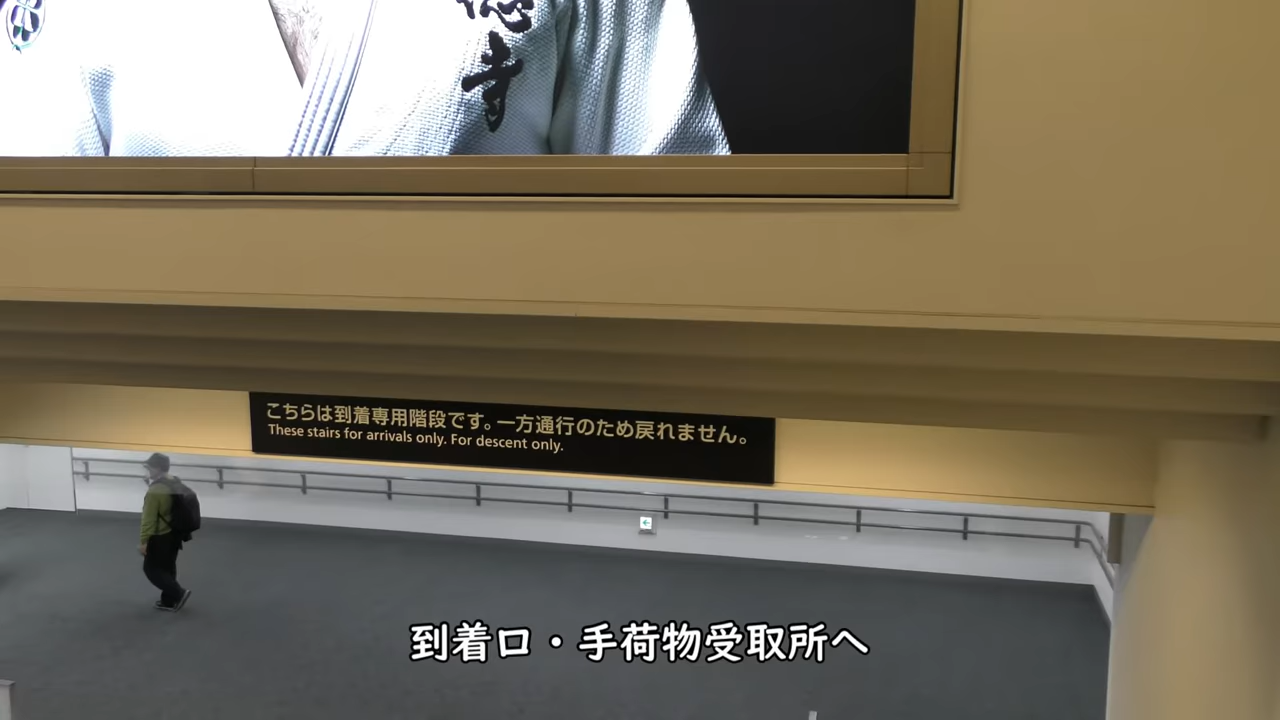 徳
寺
こちらは到着専用階段です。一方通行のため戻れません。
These stairs for arrivals only. For descent only.
到着口・手荷物受取所へ